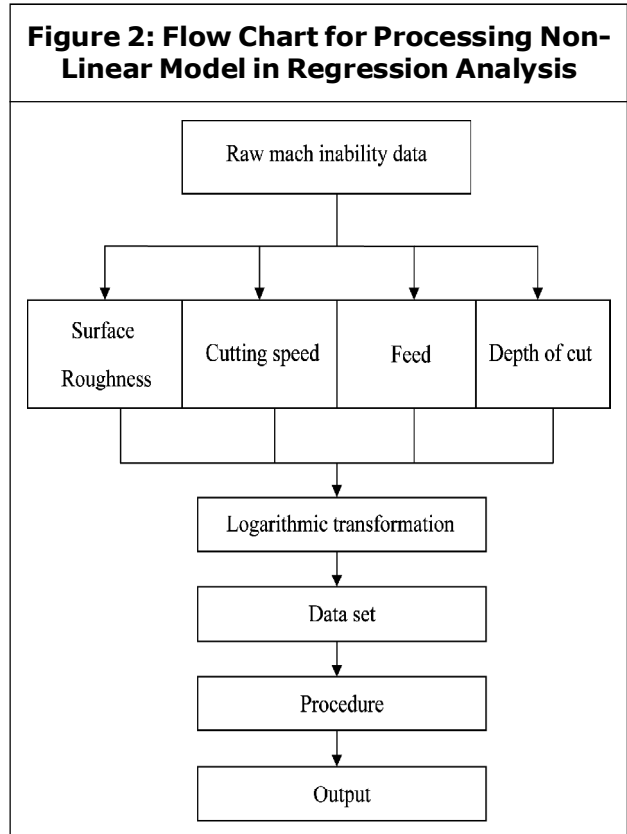 Figure 2: Flow Chart for Processing Non-
Linear Model in Regression Analysis
Raw mach inability data
Surface
Roughness
Cutting speed
Feed
Depth of cut
Logarithmic transformation
Data set
Procedure
Output